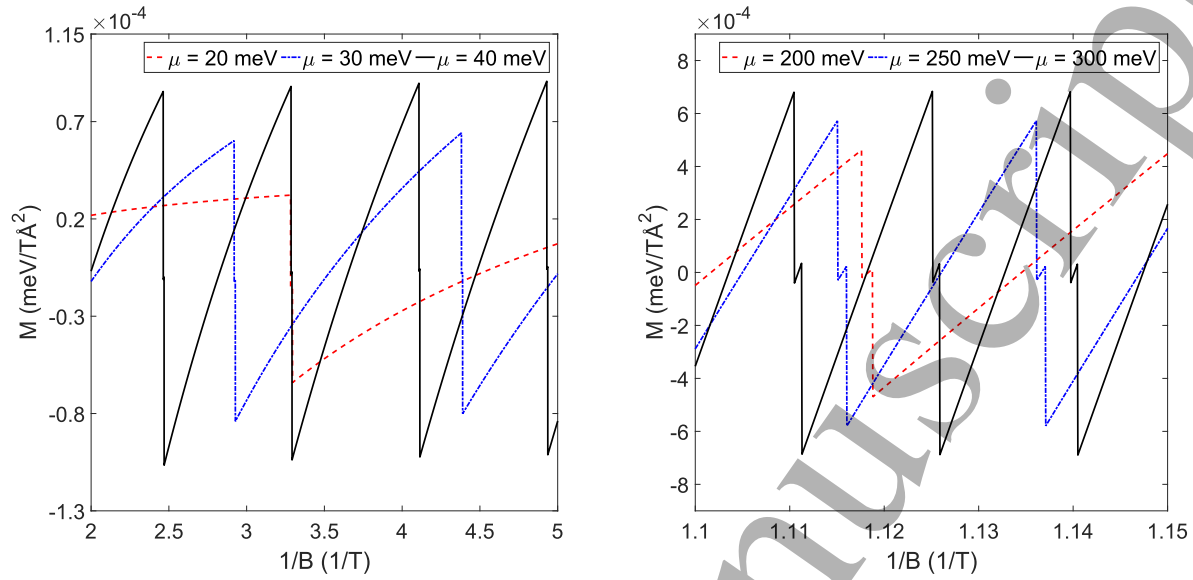 ×10⁻⁴
1.15
0.7
0.2
-0.3
-0.8
-1.3
M (meV/TÅ²)
μ = 20 meV μ = 30 meV μ = 40 meV
2 2.5 3 3.5 4 4.5 5
1/B (1/T)
×10⁻⁴
8
6
4
2
0
-2
-4
-6
-8
M (meV/TÅ²)
μ = 200 meV μ = 250 meV μ = 300 meV
1.1 1.11 1.12 1.13 1.14 1.15
1/B (1/T)
nuscrip